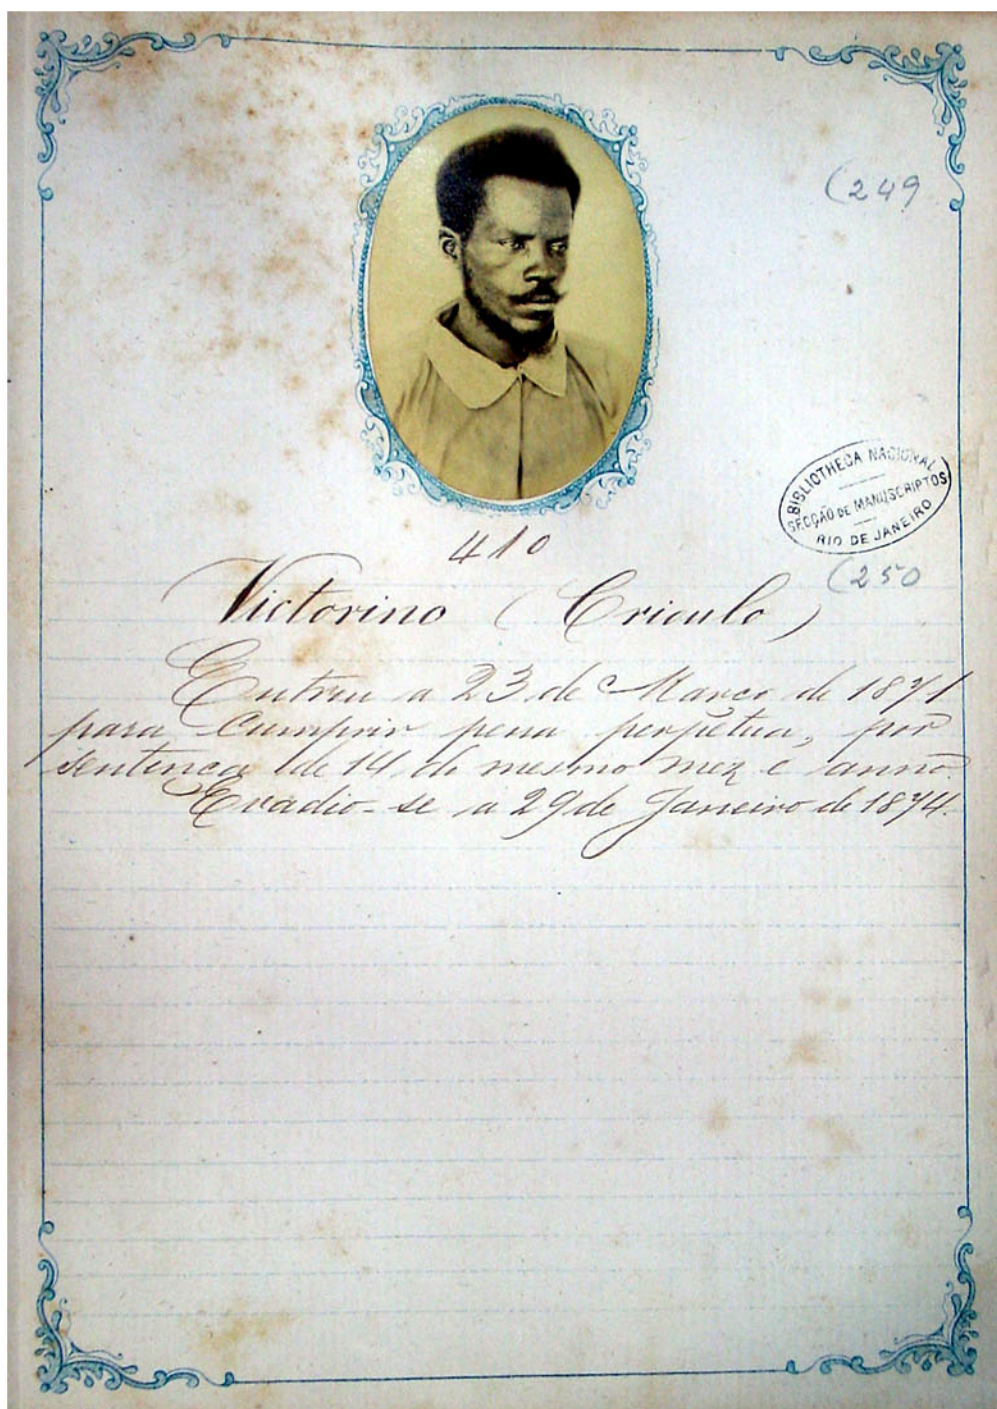 (249
BIBLIOTHECA NACIONAL
SECÇÃO DE MANUSCRIPTOS
RIO DE JANEIRO
410
(250
Victorino (Crioulo)
Entrou a 23 de Março de 1871
para cumprir pena perpetua, por
sentença de 14 do mesmo mez e anno.
Evadio-se a 29 de Janeiro de 1874.